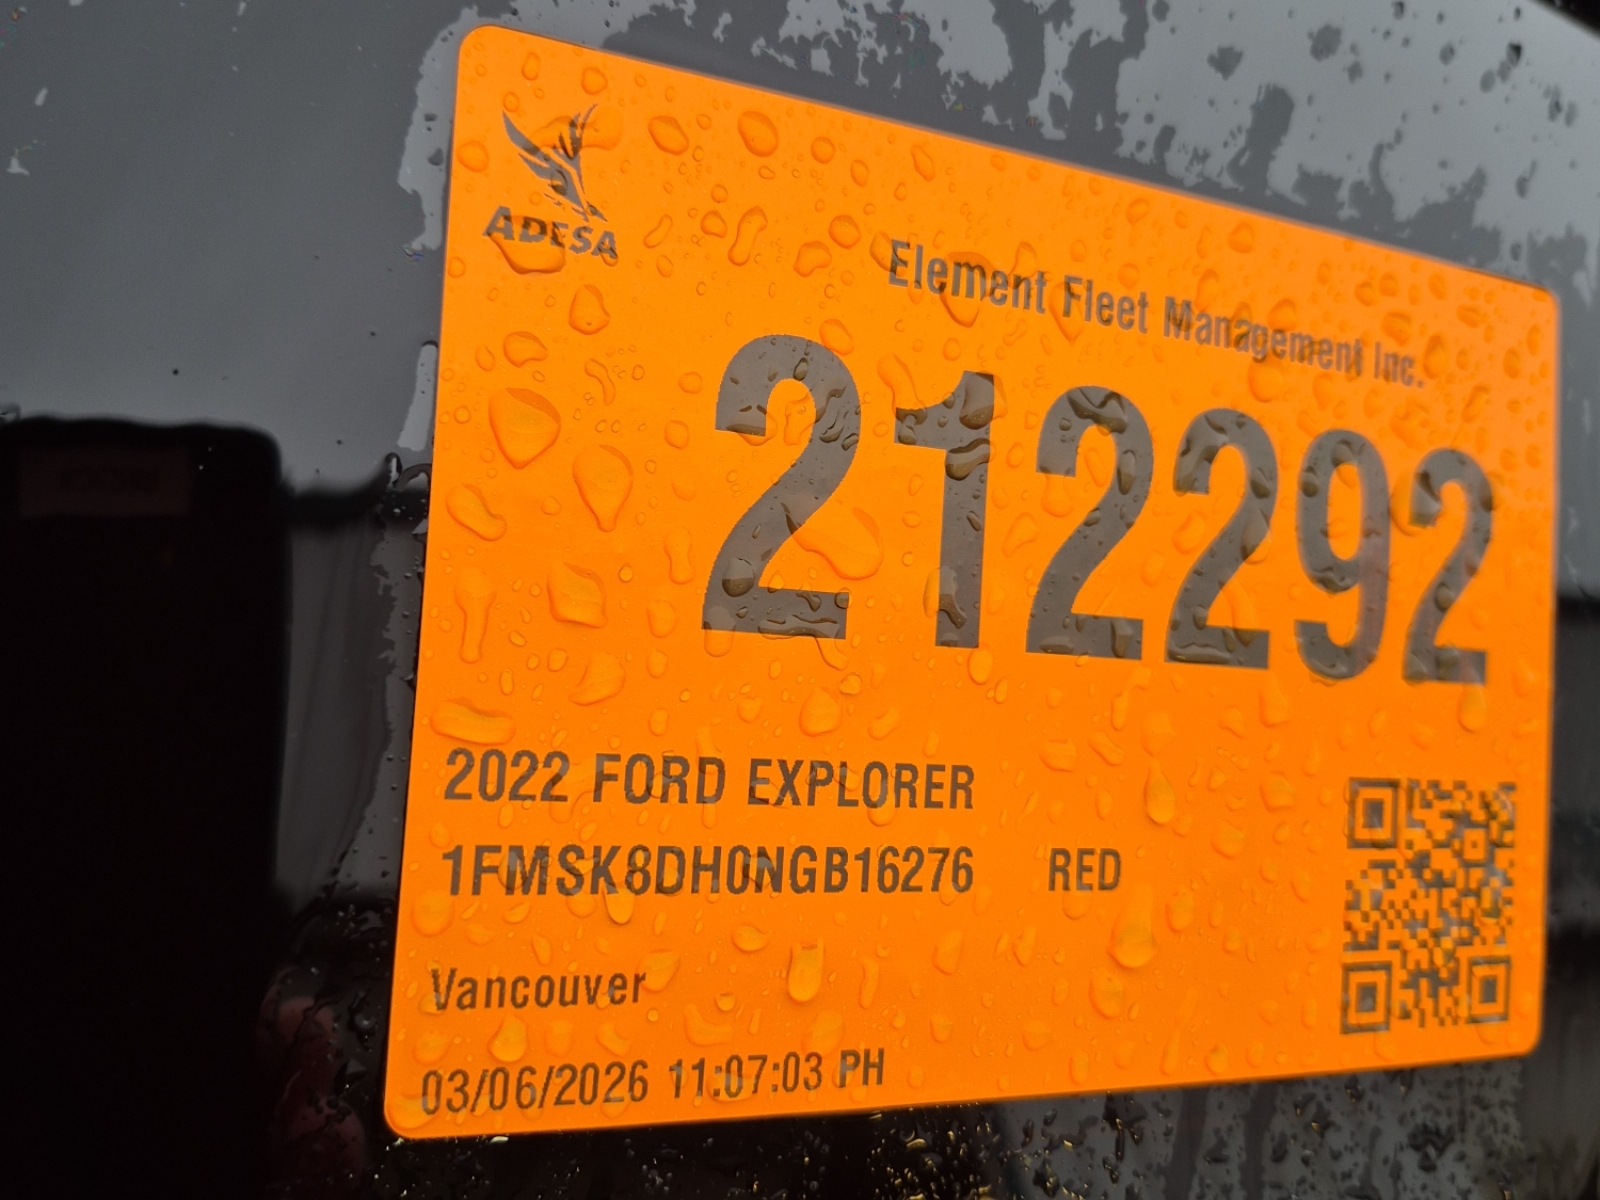 ADESA
Element Fleet Management Inc.
212292
2022 FORD EXPLORER
1FMSK8DH0NGB16276 RED
Vancouver
03/06/2026 11:07:03 PH